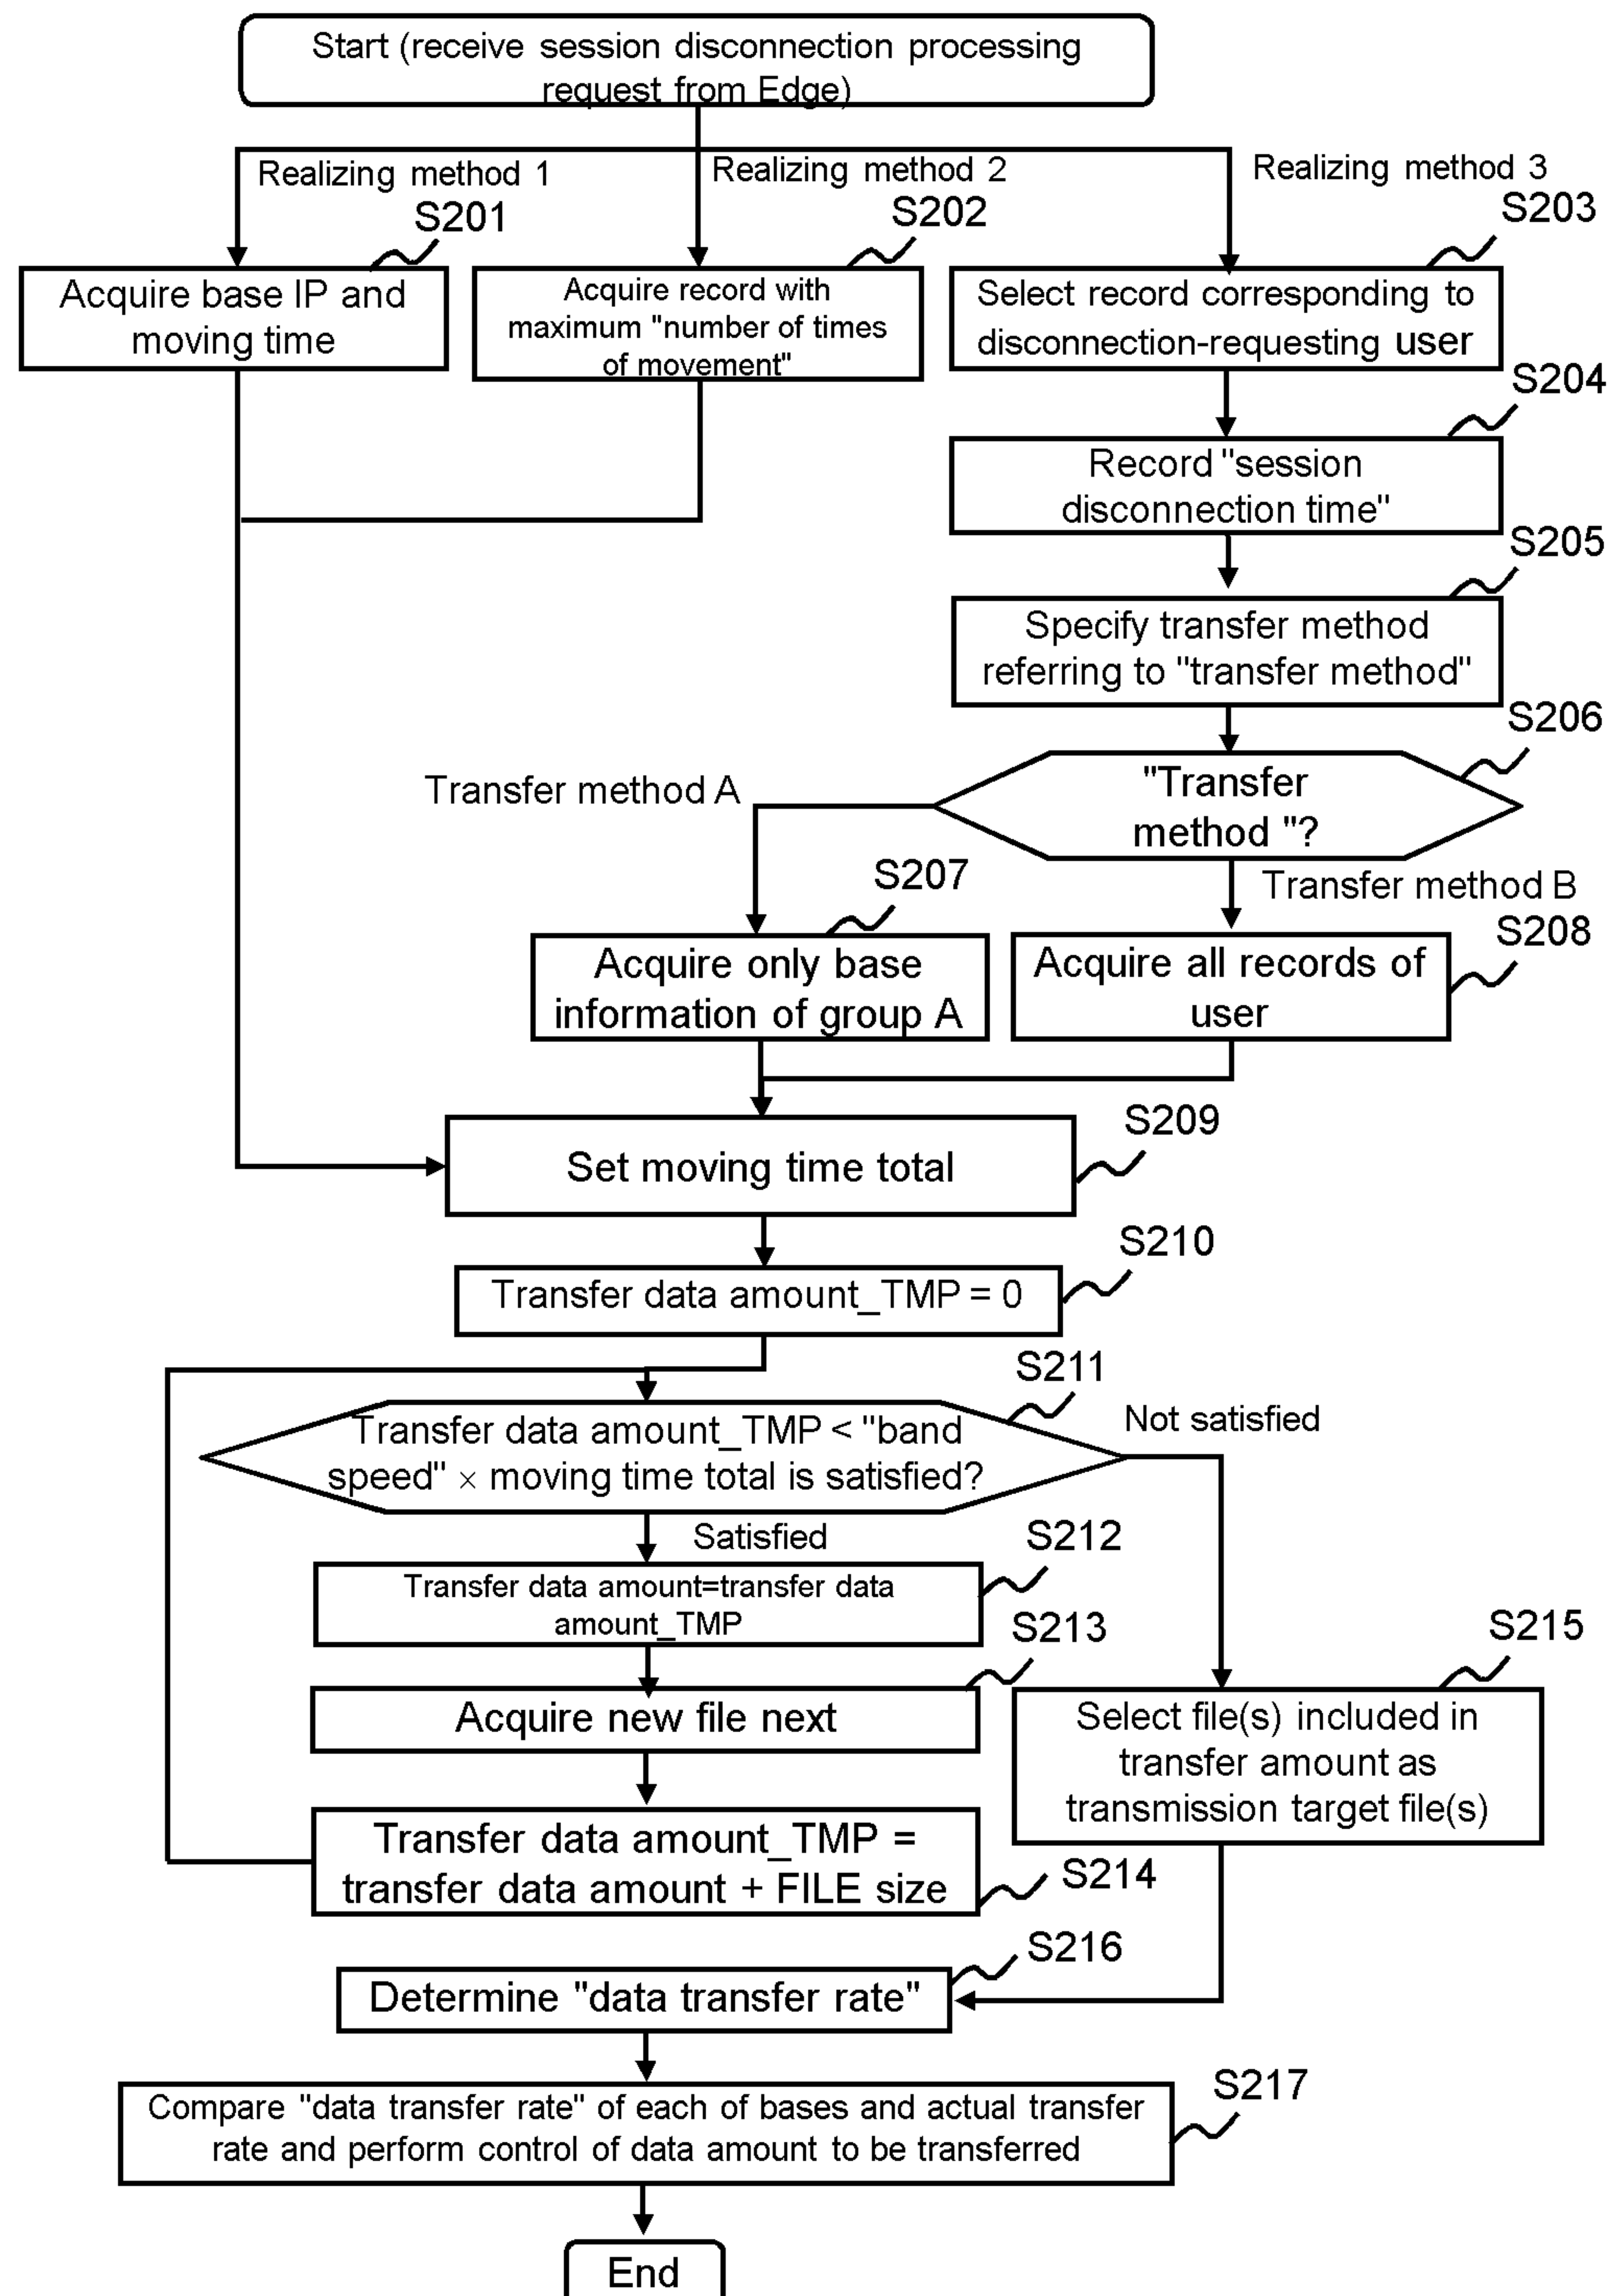 Start (receive session disconnection processing
request from Edge)
Realizing method 1
Realizing method 2
Realizing method 3
S201
S202
S203
Acquire base IP and
moving time
Acquire record with
maximum "number of times
of movement"
Select record corresponding to
disconnection-requesting user
S204
Record "session
disconnection time"
S205
Specify transfer method
referring to "transfer method"
S206
"Transfer
method "?
Transfer method A
Transfer method B
S207
Acquire only base
information of group A
S208
Acquire all records of
user
S209
Set moving time total
S210
Transfer data amount_TMP = 0
S211
Transfer data amount_TMP < "band
speed" × moving time total is satisfied?
Not satisfied
Satisfied
S212
Transfer data amount=transfer data
amount_TMP
S213
Acquire new file next
S215
Select file(s) included in
transfer amount as
transmission target file(s)
Transfer data amount_TMP =
transfer data amount + FILE size
S214
S216
Determine "data transfer rate"
S217
Compare "data transfer rate" of each of bases and actual transfer
rate and perform control of data amount to be transferred
End